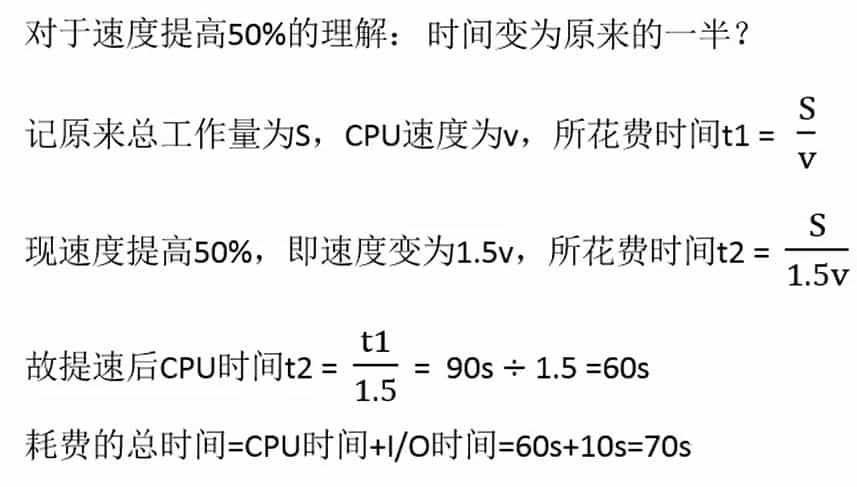 对于速度提高50%的理解： 时间变为原来的一半？
记原来总工作量为S，CPU速度为v，所花费时间t1 = S/v
现速度提高50%，即速度变为1.5v，所花费时间t2 = S/1.5v
故提速后CPU时间t2 = t1/1.5 = 90s ÷ 1.5 =60s
耗费的总时间=CPU时间+I/O时间=60s+10s=70s